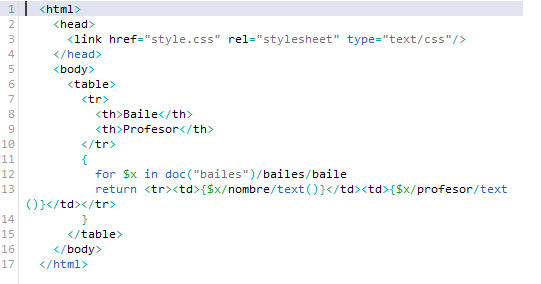 1 <html>
2 <head>
3 <link href="style.css" rel="stylesheet" type="text/css"/>
4 </head>
5 <body>
6 <table>
7 <tr>
8 <th>Baile</th>
9 <th>Profesor</th>
10 </tr>
11 {
12 for $x in doc("bailes")/bailes/baile
13 return <tr><td>{$x/nombre/text()}</td><td>{$x/profesor/text
()}</td></tr>
14 }
15 </table>
16 </body>
17 </html>